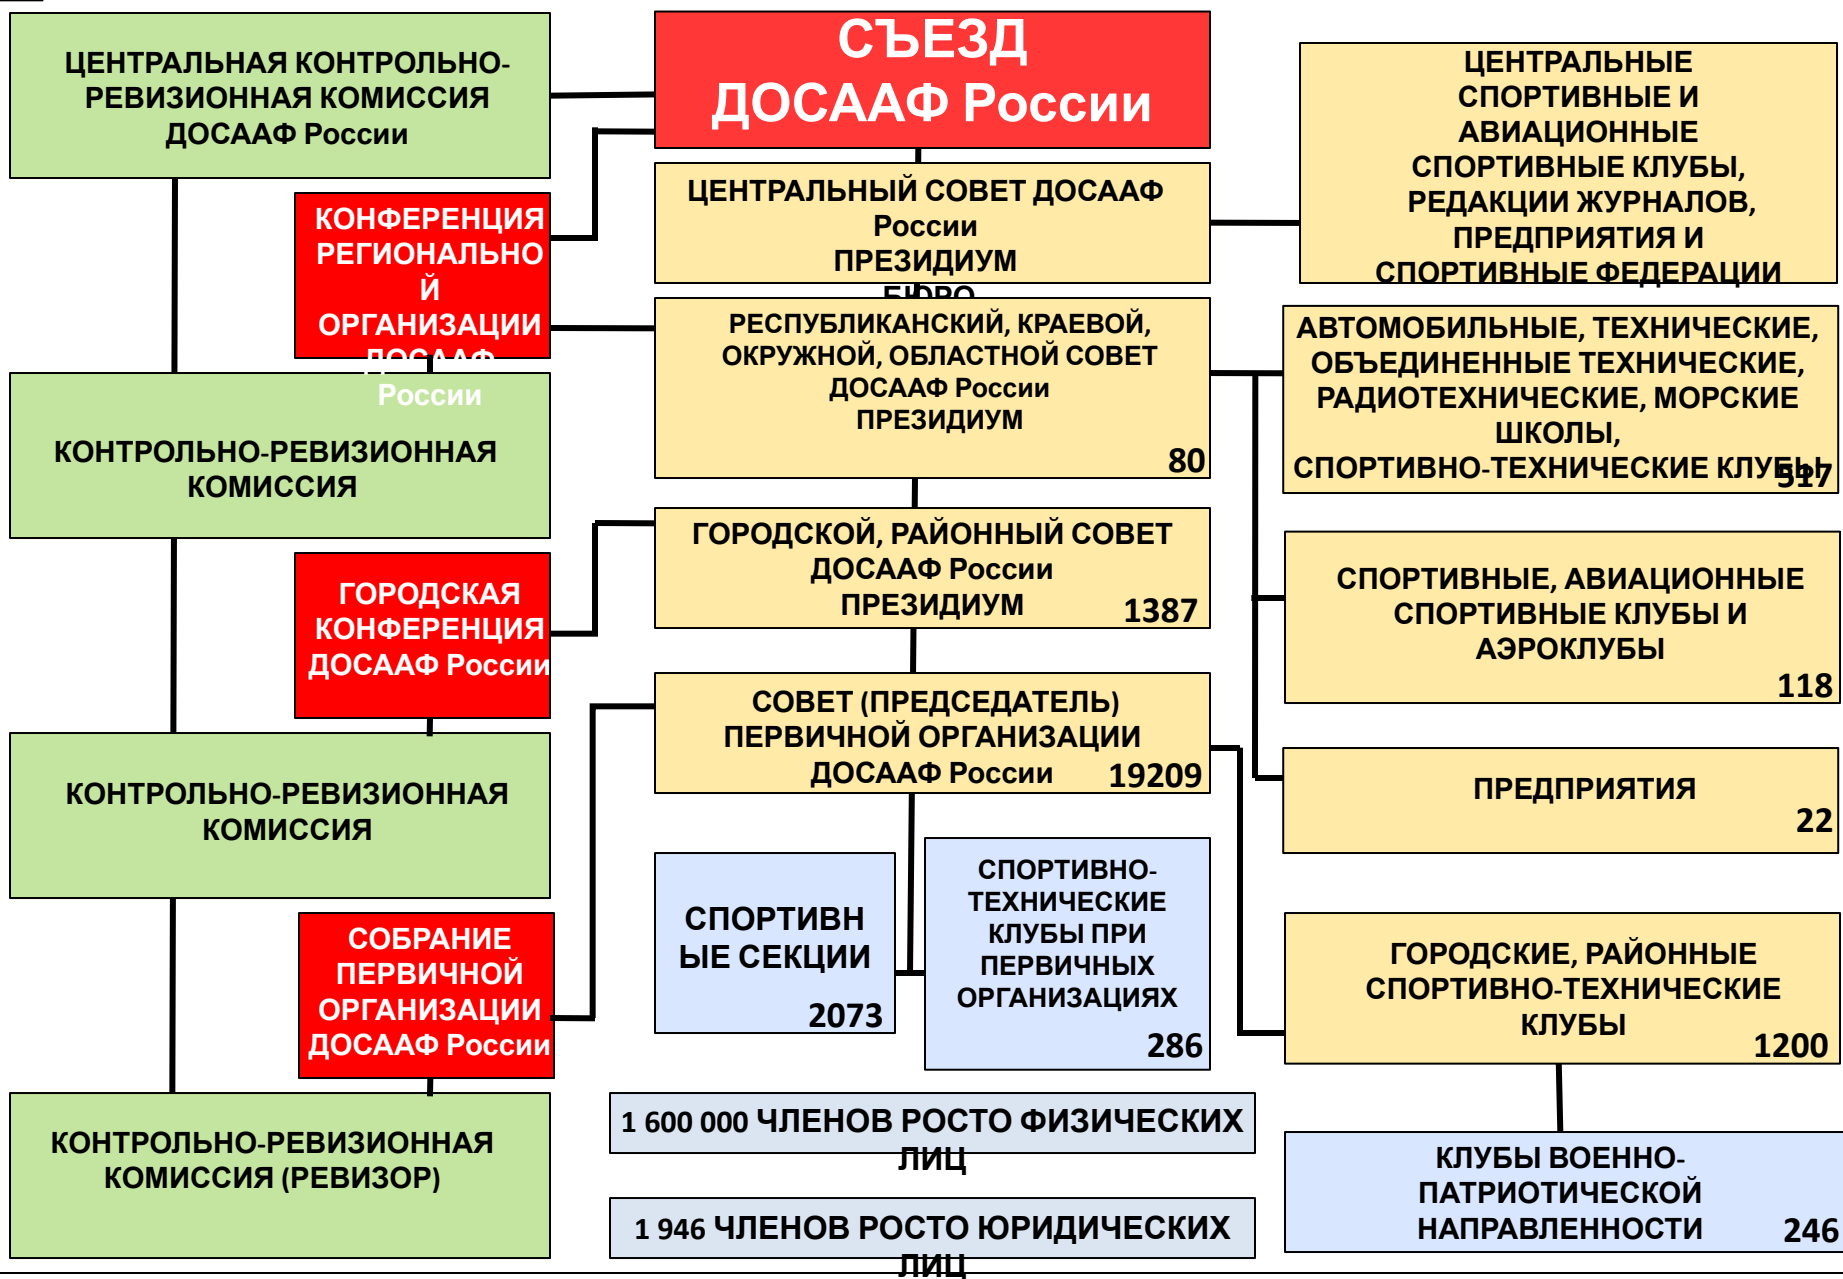 ЦЕНТРАЛЬНАЯ КОНТРОЛЬНО-
РЕВИЗИОННАЯ КОМИССИЯ
ДОСААФ России
СЪЕЗД
ДОСААФ России
ЦЕНТРАЛЬНЫЕ
СПОРТИВНЫЕ И
АВИАЦИОННЫЕ
СПОРТИВНЫЕ КЛУБЫ,
РЕДАКЦИИ ЖУРНАЛОВ,
ПРЕДПРИЯТИЯ И
СПОРТИВНЫЕ ФЕДЕРАЦИИ
КОНФЕРЕНЦИЯ
РЕГИОНАЛЬНО
Й
ОРГАНИЗАЦИИ
ДОСААФ
России
ЦЕНТРАЛЬНЫЙ СОВЕТ ДОСААФ
России
ПРЕЗИДИУМ
БЮРО
РЕСПУБЛИКАНСКИЙ, КРАЕВОЙ,
ОКРУЖНОЙ, ОБЛАСТНОЙ СОВЕТ
ДОСААФ России
ПРЕЗИДИУМ
80
АВТОМОБИЛЬНЫЕ, ТЕХНИЧЕСКИЕ,
ОБЪЕДИНЕННЫЕ ТЕХНИЧЕСКИЕ,
РАДИОТЕХНИЧЕСКИЕ, МОРСКИЕ
ШКОЛЫ,
СПОРТИВНО-ТЕХНИЧЕСКИЕ КЛУБЫ
517
КОНТРОЛЬНО-РЕВИЗИОННАЯ
КОМИССИЯ
ГОРОДСКОЙ, РАЙОННЫЙ СОВЕТ
ДОСААФ России
ПРЕЗИДИУМ
1387
СПОРТИВНЫЕ, АВИАЦИОННЫЕ
СПОРТИВНЫЕ КЛУБЫ И
АЭРОКЛУБЫ
118
ГОРОДСКАЯ
КОНФЕРЕНЦИЯ
ДОСААФ России
СОВЕТ (ПРЕДСЕДАТЕЛЬ)
ПЕРВИЧНОЙ ОРГАНИЗАЦИИ
ДОСААФ России
19209
ПРЕДПРИЯТИЯ
22
КОНТРОЛЬНО-РЕВИЗИОННАЯ
КОМИССИЯ
СПОРТИВН
ЫЕ СЕКЦИИ
2073
СПОРТИВНО-
ТЕХНИЧЕСКИЕ
КЛУБЫ ПРИ
ПЕРВИЧНЫХ
ОРГАНИЗАЦИЯХ
286
ГОРОДСКИЕ, РАЙОННЫЕ
СПОРТИВНО-ТЕХНИЧЕСКИЕ
КЛУБЫ
1200
СОБРАНИЕ
ПЕРВИЧНОЙ
ОРГАНИЗАЦИИ
ДОСААФ России
КОНТРОЛЬНО-РЕВИЗИОННАЯ
КОМИССИЯ (РЕВИЗОР)
1 600 000 ЧЛЕНОВ РОСТО ФИЗИЧЕСКИХ
ЛИЦ
1 946 ЧЛЕНОВ РОСТО ЮРИДИЧЕСКИХ
ЛИЦ
КЛУБЫ ВОЕННО-
ПАТРИОТИЧЕСКОЙ
НАПРАВЛЕННОСТИ
246